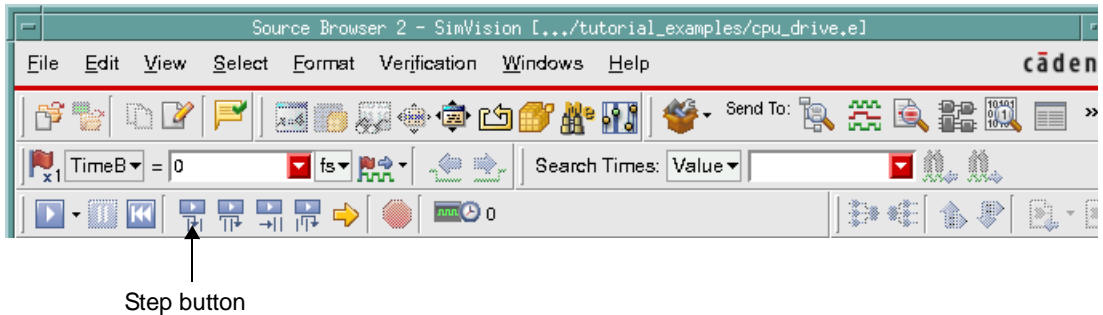 Source Browser 2 - SimVision [.../tutorial_examples/cpu_drive.e]
File Edit View Select Format Verification Windows Help cāden
Send To:
x1 TimeB = 0 fs Search Times: Value
0
Step button